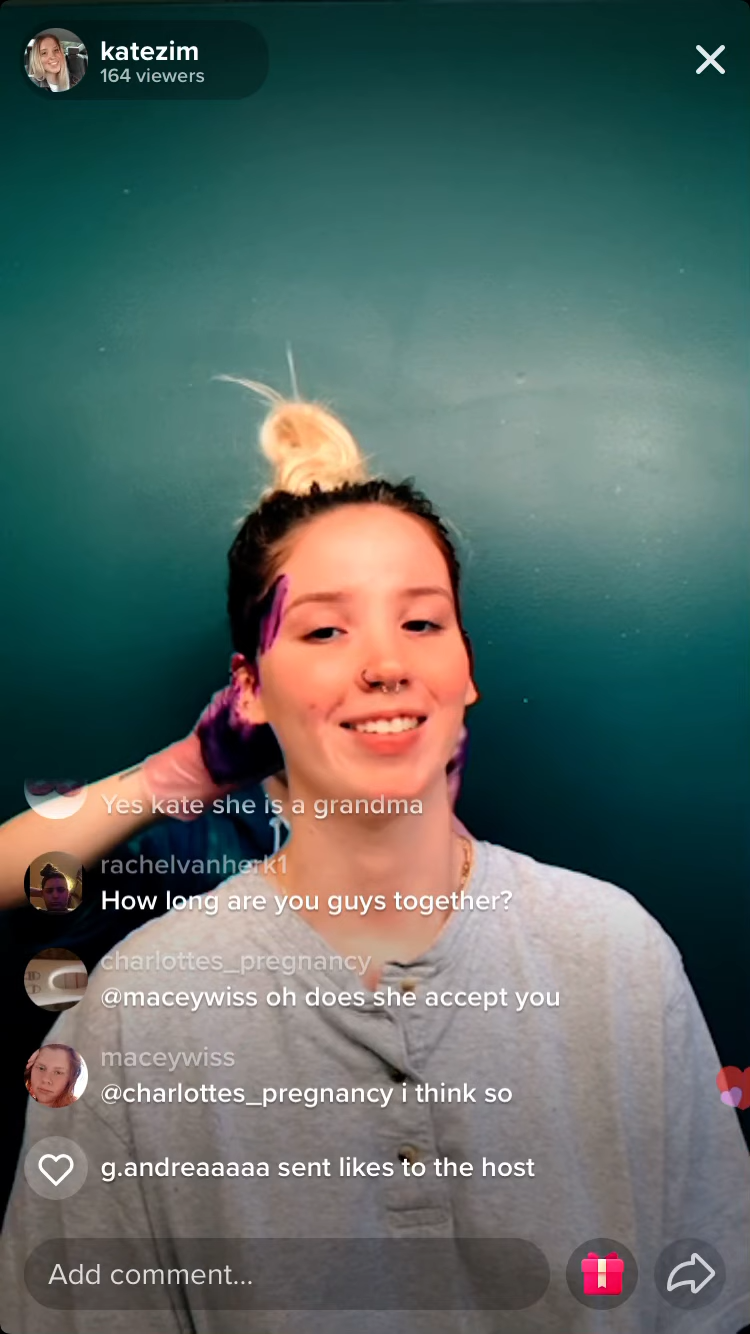 katezim
164 viewers
Yes kate she is a grandma
rachelvanherk1
How long are you guys together?
charlottes_pregnancy
@maceywiss oh does she accept you
maceywiss
@charlottes_pregnancy i think so
g.andreaaaaa sent likes to the host
Add comment...